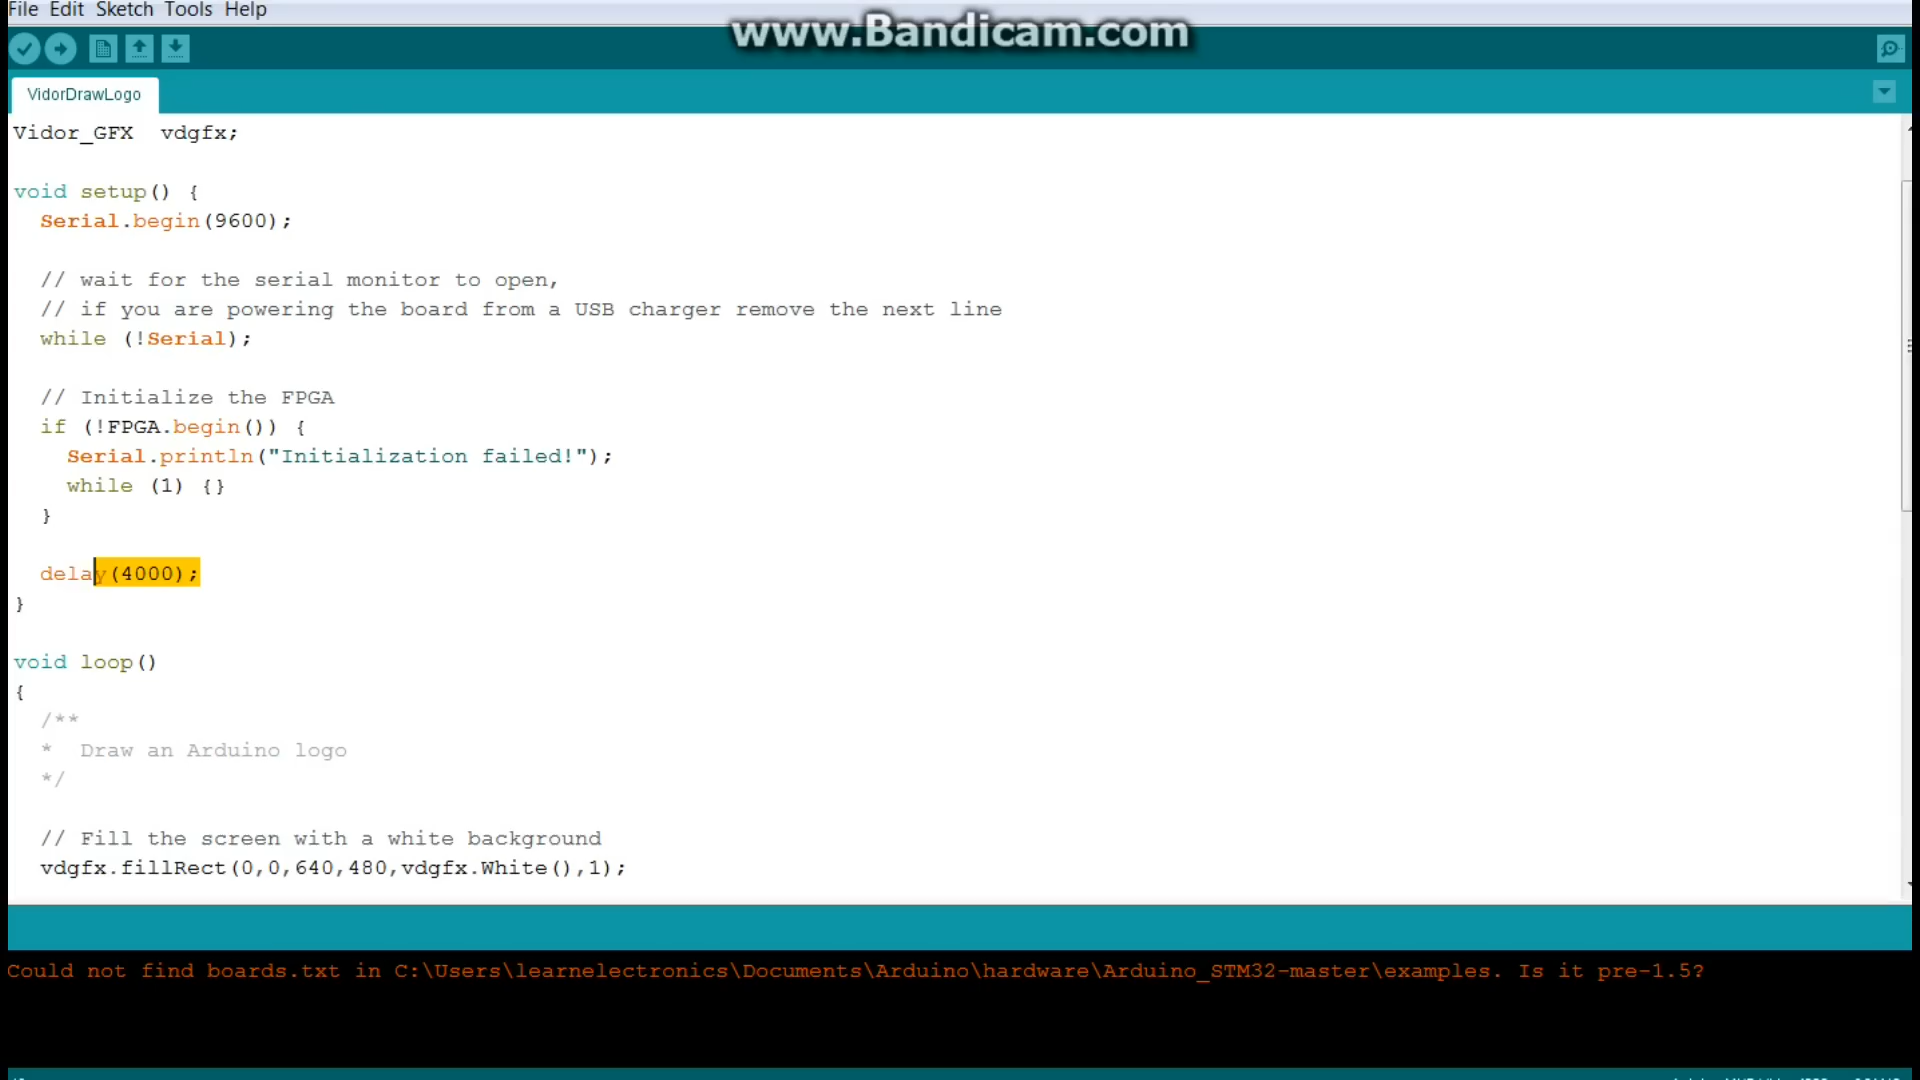 File Edit Sketch Tools Help
www.Bandicam.com
VidorDrawLogo
Vidor_GFX  vdgfx;
void setup() {
  Serial.begin(9600);
  // wait for the serial monitor to open,
  // if you are powering the board from a USB charger remove the next line
  while (!Serial);
  // Initialize the FPGA
  if (!FPGA.begin()) {
    Serial.println("Initialization failed!");
    while (1) {}
  }
  delay(4000);
}
void loop()
{
  /**
  *  Draw an Arduino logo
  */
  // Fill the screen with a white background
  vdgfx.fillRect(0,0,640,480,vdgfx.White(),1);
Could not find boards.txt in C:\Users\learnelectronics\Documents\Arduino\hardware\Arduino_STM32-master\examples. Is it pre-1.5?